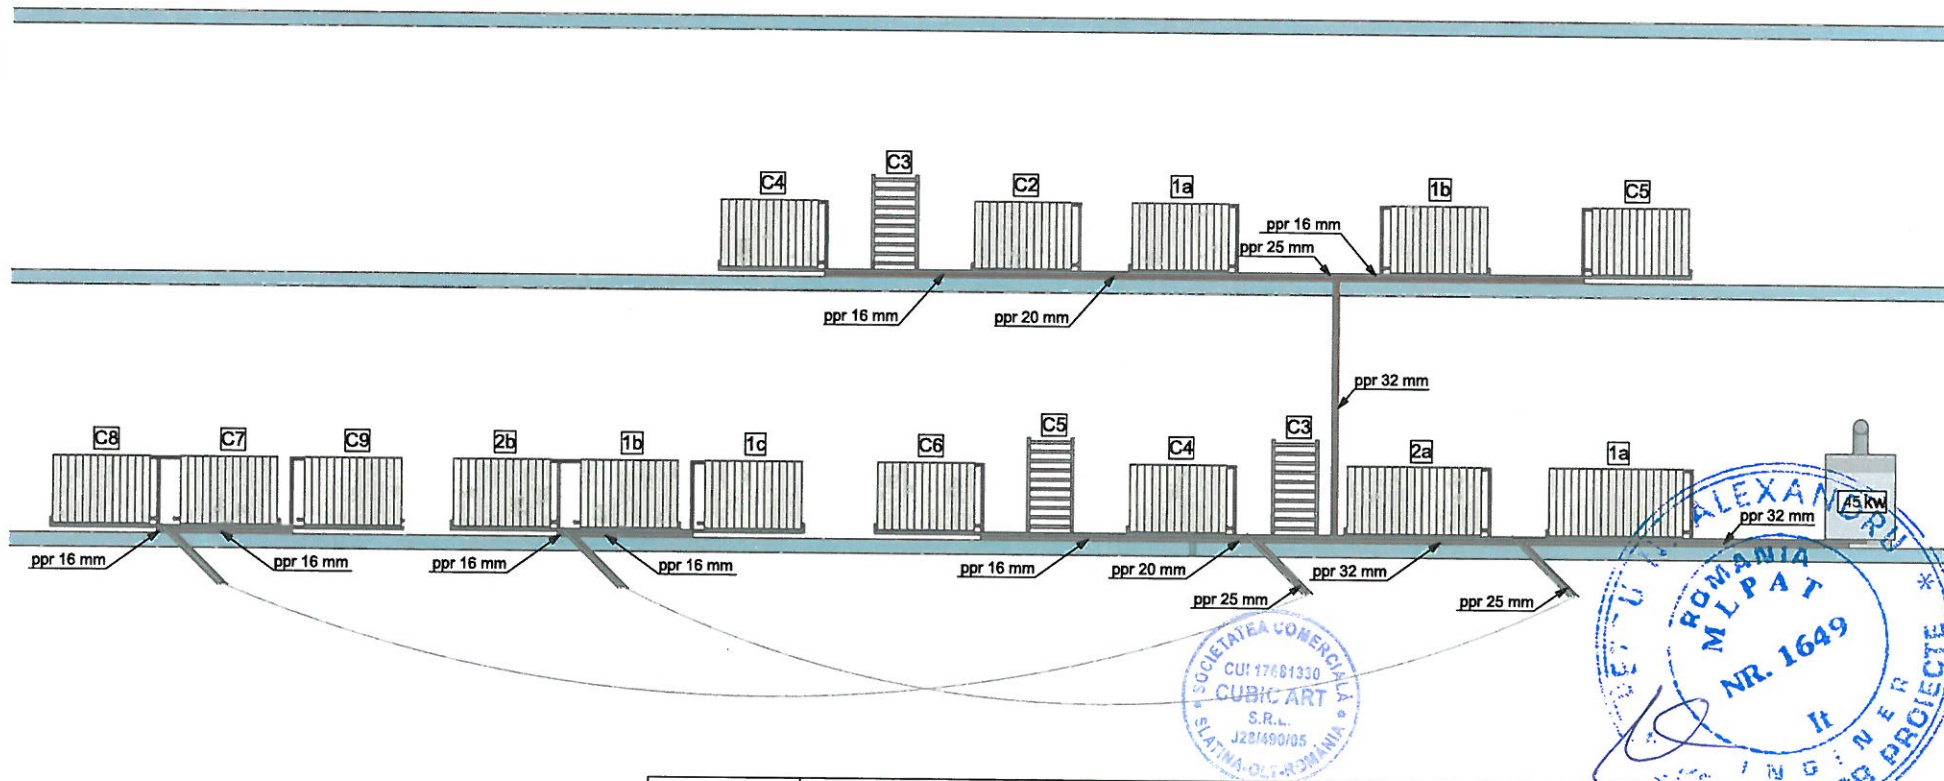 C4
C3
C2
1a
1b
C5
ppr 16 mm
ppr 25 mm
ppr 16 mm
ppr 20 mm
ppr 32 mm
C8
C7
C9
2b
1b
1c
C6
C5
C4
C3
2a
1a
45 kw
ppr 32 mm
ppr 16 mm
ppr 16 mm
ppr 16 mm
ppr 16 mm
ppr 16 mm
ppr 20 mm
ppr 32 mm
ppr 25 mm
ppr 25 mm
SOCIETATEA COMERCIALĂ
CUI 17681330
CUBIC ART
S.R.L.
J28/490/05
SLATINA-OLT-ROMÂNIA
ALEXANDRU
ROMANIA
MLPAT
NR. 1649
It
INGINER
PROIECTE